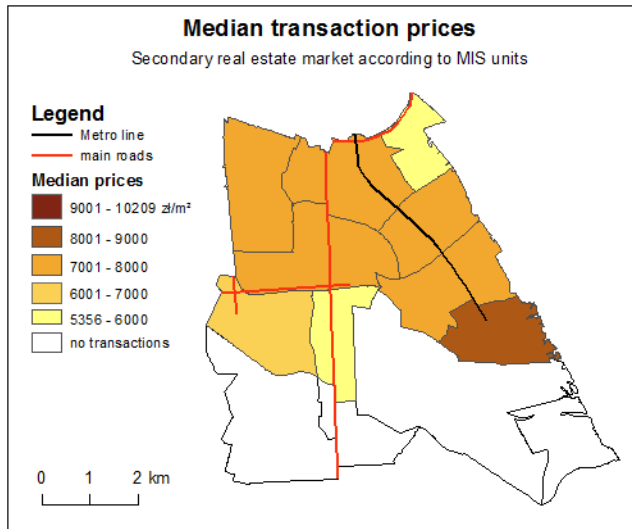 Median transaction prices
Secondary real estate market according to MIS units
Legend
Metro line
main roads
Median prices
9001 - 10209 zł/m²
8001 - 9000
7001 - 8000
6001 - 7000
5356 - 6000
no transactions
0 1 2 km